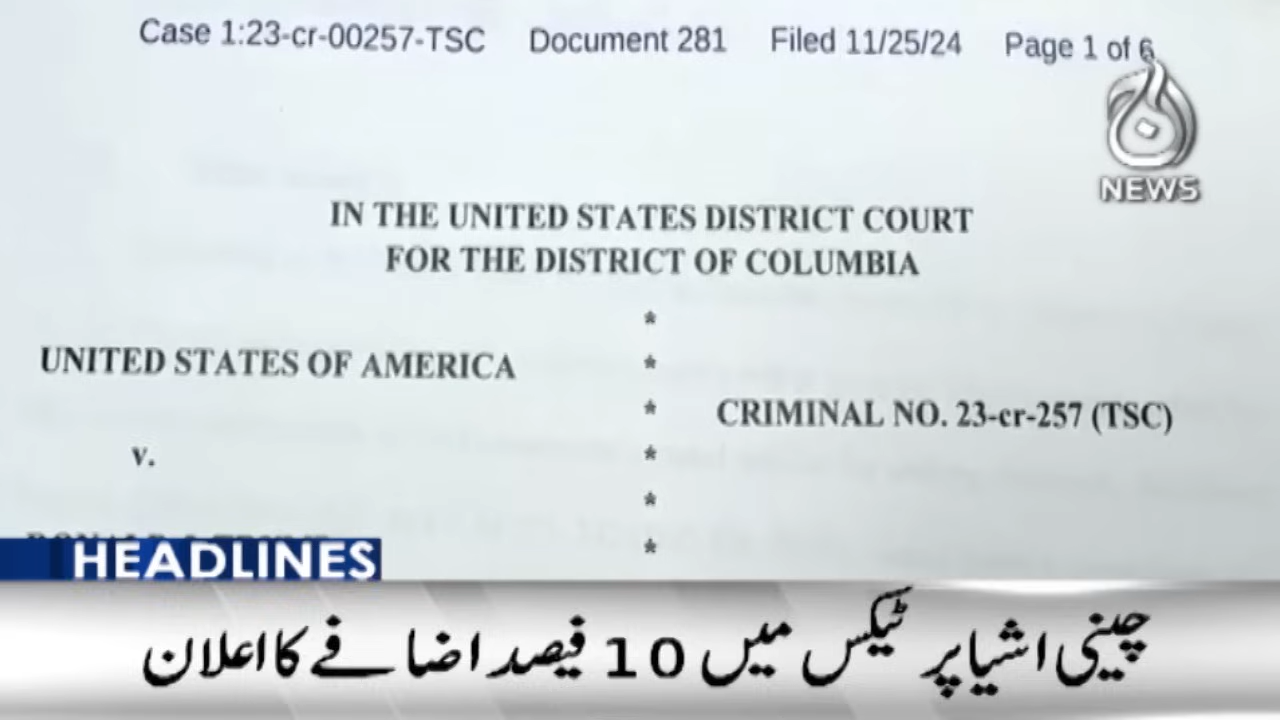 Case 1:23-cr-00257-TSC Document 281 Filed 11/25/24 Page 1 of 6
NEWS
IN THE UNITED STATES DISTRICT COURT
FOR THE DISTRICT OF COLUMBIA
*
UNITED STATES OF AMERICA *
* CRIMINAL NO. 23-cr-257 (TSC)
v. *
*
*
HEADLINES
چینی اشیا پر ٹیکس میں 10 فیصد اضافے کا اعلان